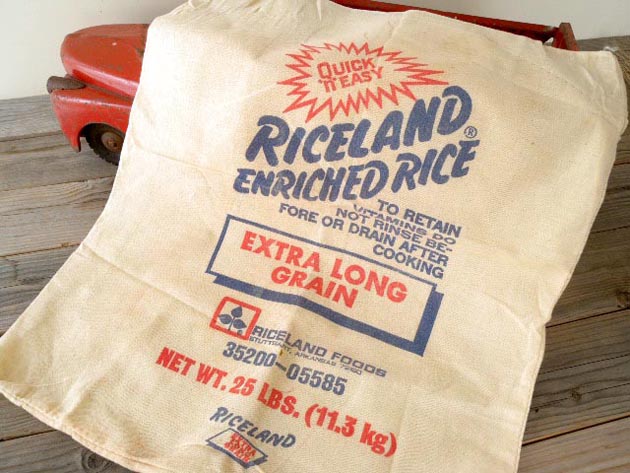 QUICK
'n' EASY
RICELAND®
ENRICHED RICE
TO RETAIN
VITAMINS DO
NOT RINSE BE-
FORE OR DRAIN AFTER
COOKING
EXTRA LONG
GRAIN
RICELAND FOODS
STUTTGART, ARKANSAS 72160
35200-05585
NET WT. 25 LBS. (11.3 kg)
RICELAND
EXTRA
LONG